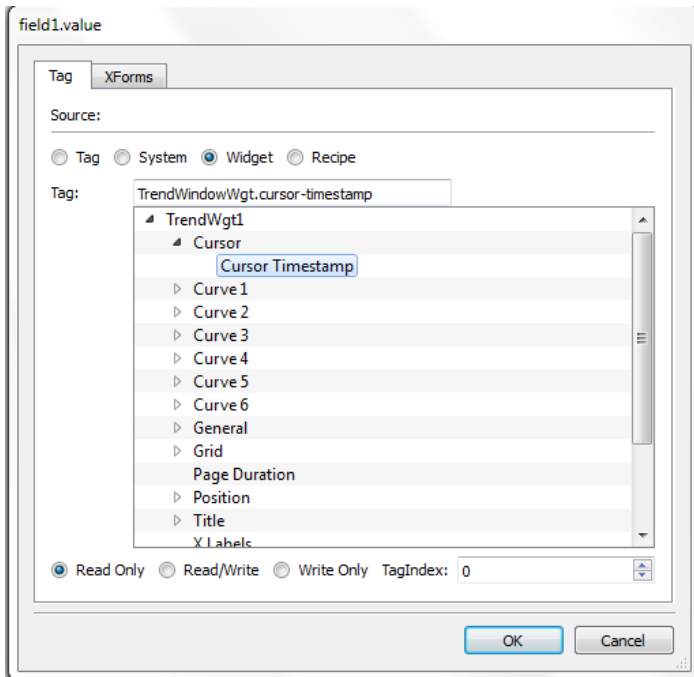 field1.value
Tag XForms
Source:
Tag System Widget Recipe
Tag: TrendWindowWgt.cursor-timestamp
TrendWgt1
Cursor
Cursor Timestamp
Curve 1
Curve 2
Curve 3
Curve 4
Curve 5
Curve 6
General
Grid
Page Duration
Position
Title
X Labels
Read Only Read/Write Write Only TagIndex: 0
OK Cancel